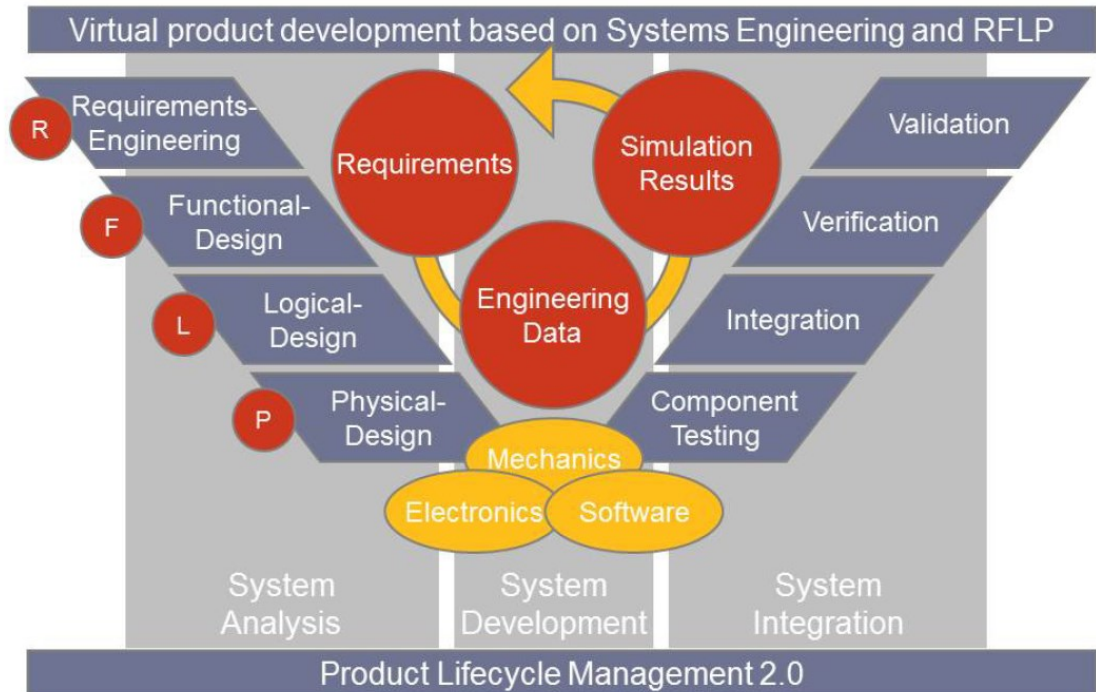 Virtual product development based on Systems Engineering and RFLP
R
Requirements-
Engineering
F
Functional-
Design
L
Logical-
Design
P
Physical-
Design
Requirements
Simulation
Results
Engineering
Data
Mechanics
Electronics
Software
Validation
Verification
Integration
Component
Testing
System
Analysis
System
Development
System
Integration
Product Lifecycle Management 2.0